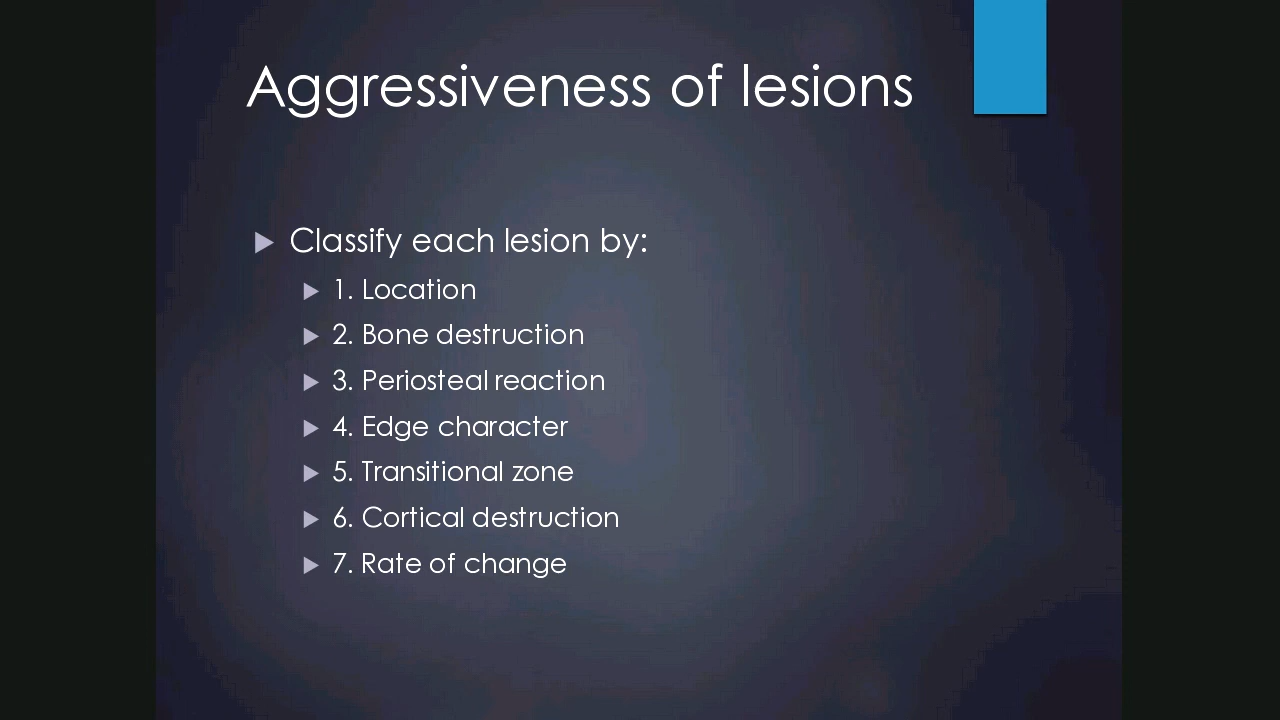 Aggressiveness of lesions
Classify each lesion by:
1. Location
2. Bone destruction
3. Periosteal reaction
4. Edge character
5. Transitional zone
6. Cortical destruction
7. Rate of change